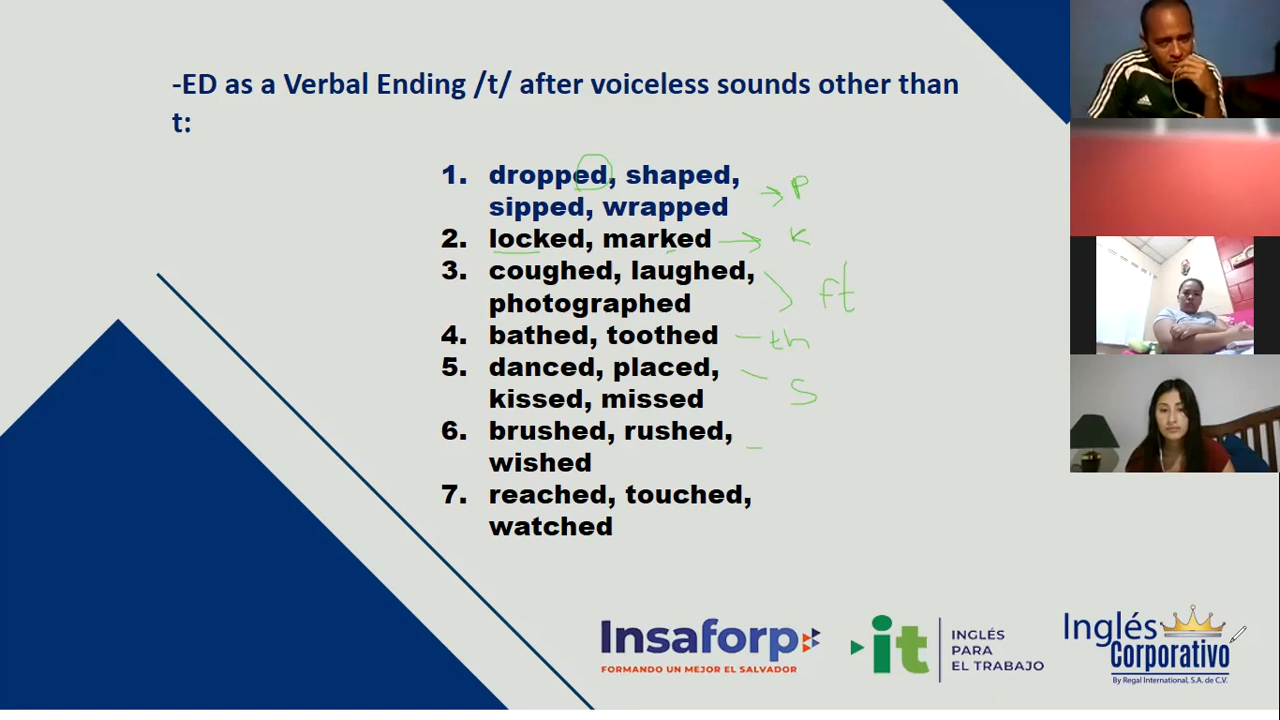 -ED as a Verbal Ending /t/ after voiceless sounds other than
t:
1. dropped, shaped,
sipped, wrapped → P
2. locked, marked → K
3. coughed, laughed,
photographed ft
4. bathed, toothed – th
5. danced, placed,
kissed, missed S
6. brushed, rushed,
wished
7. reached, touched,
watched
Insaforp
FORMANDO UN MEJOR EL SALVADOR
it
INGLÉS
PARA
EL TRABAJO
Inglés
Corporativo
By Regal International, S.A. de C.V.